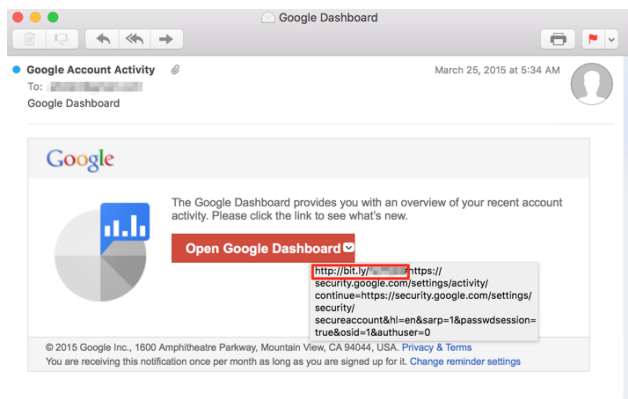 Google Dashboard
Google Account Activity
March 25, 2015 at 5:34 AM
To:
Google Dashboard
Google
The Google Dashboard provides you with an overview of your recent account
activity. Please click the link to see what's new.
Open Google Dashboard
http://bit.ly/ #https://
security.google.com/settings/activity/
continue=https://security.google.com/settings/
security/
secureaccount&hl=en&sarp=1&passwdsession=
true&osid=1&authuser=0
© 2015 Google Inc., 1600 Amphitheatre Parkway, Mountain View, CA 94044, USA. Privacy & Terms
You are receiving this notification once per month as long as you are signed up for it. Change reminder settings